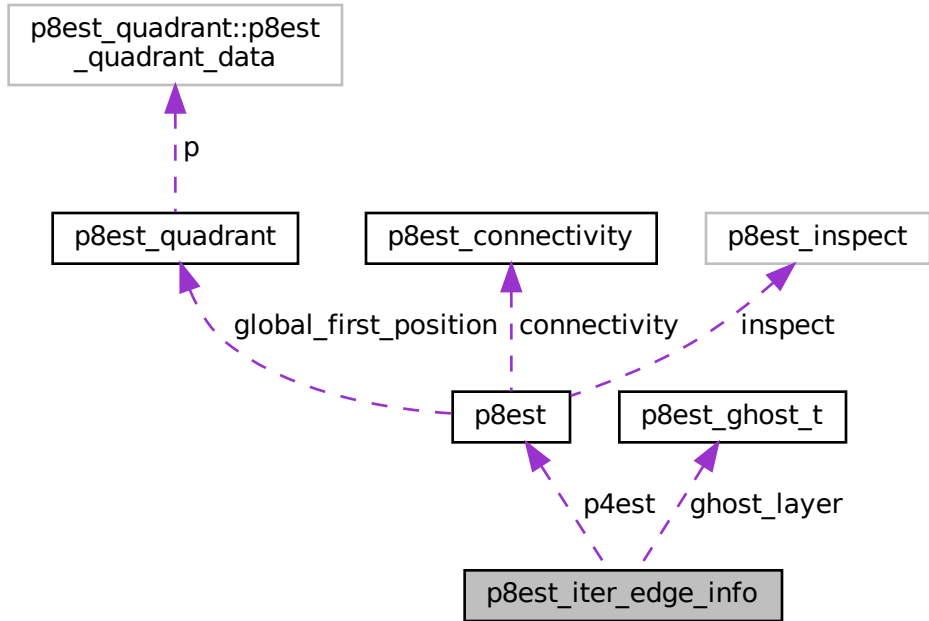 p8est_quadrant::p8est
_quadrant_data
p
p8est_quadrant
p8est_connectivity
p8est_inspect
global_first_position
connectivity
inspect
p8est
p8est_ghost_t
p4est
ghost_layer
p8est_iter_edge_info